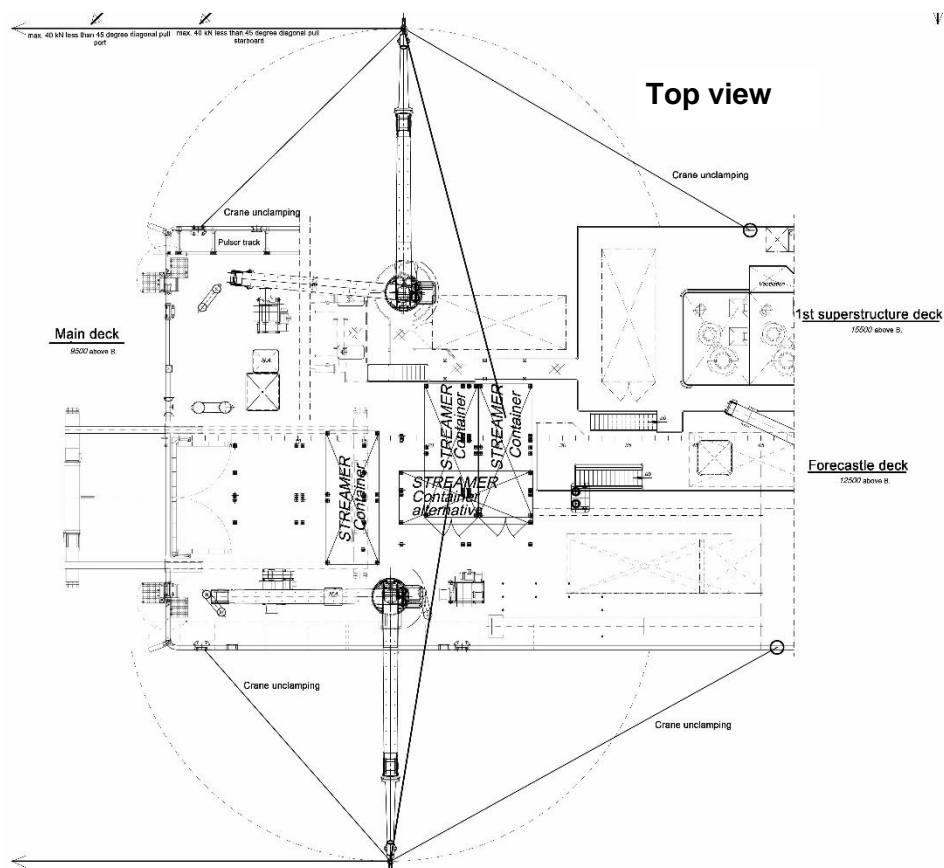 max. 40 kN less than 45 degree diagonal pull
port
max. 40 kN less than 45 degree diagonal pull
starboard
Top view
Crane unclamping
Crane unclamping
Pulser track
Main deck
9500 above B.
1st superstructure deck
15500 above B.
STREAMER
Container
STREAMER
Container
STREAMER
Container
STREAMER
Container
alternative
Forecastle deck
12500 above B.
Crane unclamping
Crane unclamping